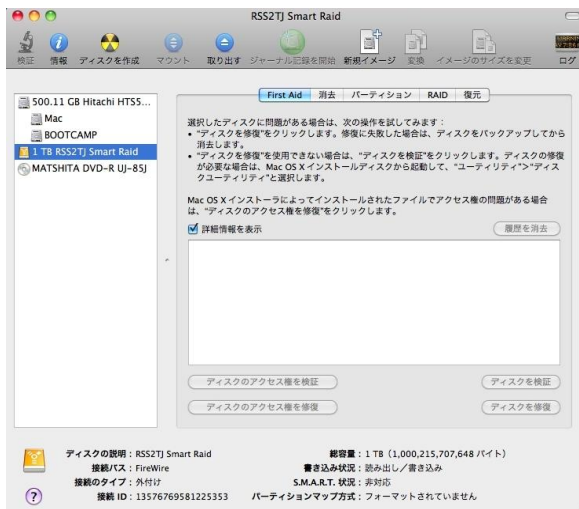 RSS2TJ Smart Raid
検証 情報 ディスクを作成 マウント 取り出す ジャーナル記録を開始 新規イメージ 変換 イメージのサイズを変更 ログ
500.11 GB Hitachi HTS5...
Mac
BOOTCAMP
1 TB RSS2TJ Smart Raid
MATSHITA DVD-R UJ-85J
First Aid 消去 パーティション RAID 復元
選択したディスクに問題がある場合は、次の操作を試してみます：
• “ディスクを修復”をクリックします。修復に失敗した場合は、ディスクをバックアップしてから
消去します。
• “ディスクを修復”を使用できない場合は、“ディスクを検証”をクリックします。ディスクの修復
が必要な場合は、Mac OS X インストールディスクから起動して、“ユーティリティ”>“ディス
クユーティリティ”と選択します。
Mac OS X インストーラによってインストールされたファイルでアクセス権の問題がある場合
は、“ディスクのアクセス権を修復”をクリックします。
詳細情報を表示
履歴を消去
ディスクのアクセス権を検証
ディスクを検証
ディスクのアクセス権を修復
ディスクを修復
ディスクの説明：RSS2TJ Smart Raid
総容量：1 TB（1,000,215,707,648 バイト）
接続バス：FireWire
書き込み状況：読み出し／書き込み
接続のタイプ：外付け
S.M.A.R.T. 状況：非対応
接続 ID：13576769581225353
パーティションマップ方式：フォーマットされていません